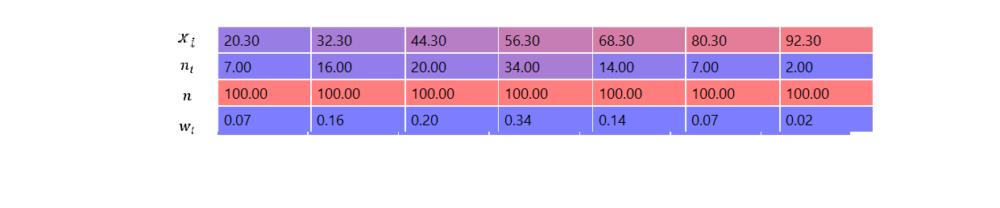 x_i 20.30 32.30 44.30 56.30 68.30 80.30 92.30
n_i 7.00 16.00 20.00 34.00 14.00 7.00 2.00
n 100.00 100.00 100.00 100.00 100.00 100.00 100.00
w_i 0.07 0.16 0.20 0.34 0.14 0.07 0.02